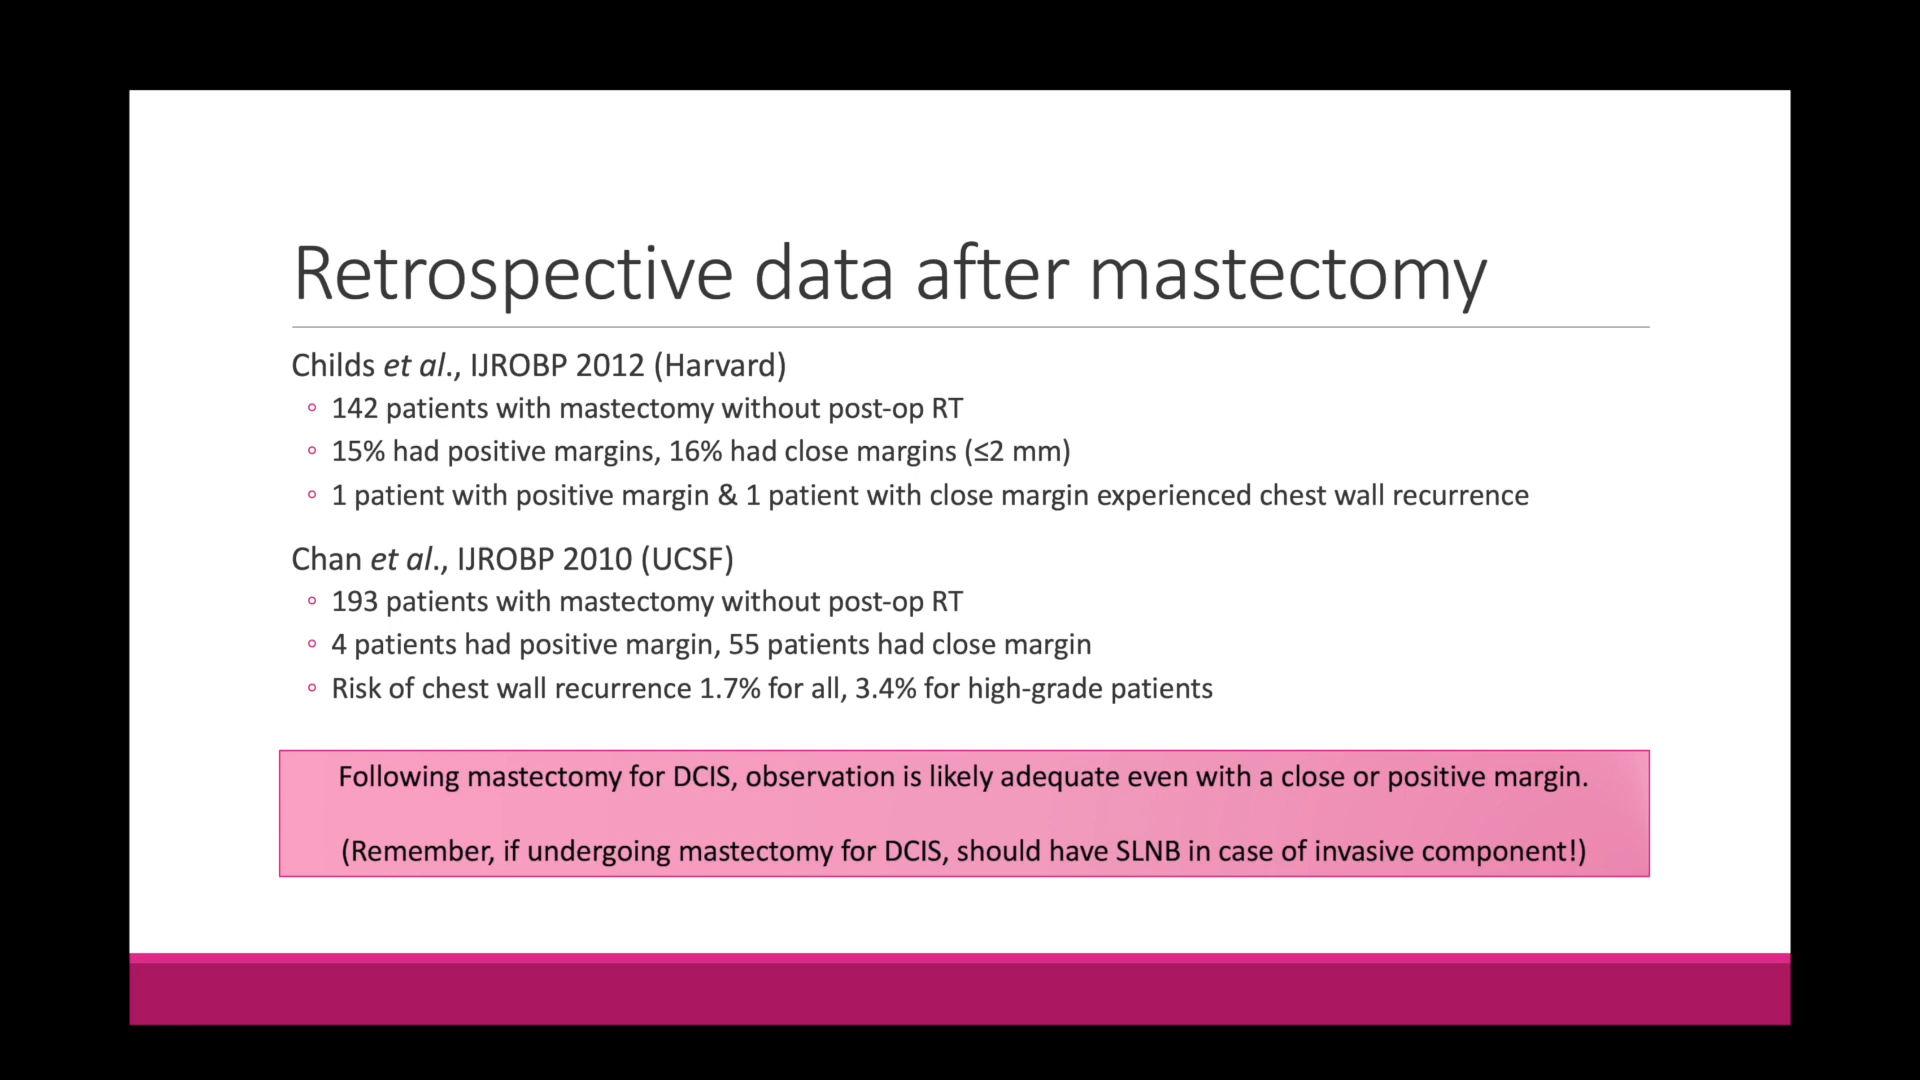 Retrospective data after mastectomy
Childs et al., IJROBP 2012 (Harvard)
◦ 142 patients with mastectomy without post-op RT
◦ 15% had positive margins, 16% had close margins (≤2 mm)
◦ 1 patient with positive margin & 1 patient with close margin experienced chest wall recurrence
Chan et al., IJROBP 2010 (UCSF)
◦ 193 patients with mastectomy without post-op RT
◦ 4 patients had positive margin, 55 patients had close margin
◦ Risk of chest wall recurrence 1.7% for all, 3.4% for high-grade patients
Following mastectomy for DCIS, observation is likely adequate even with a close or positive margin.
(Remember, if undergoing mastectomy for DCIS, should have SLNB in case of invasive component!)